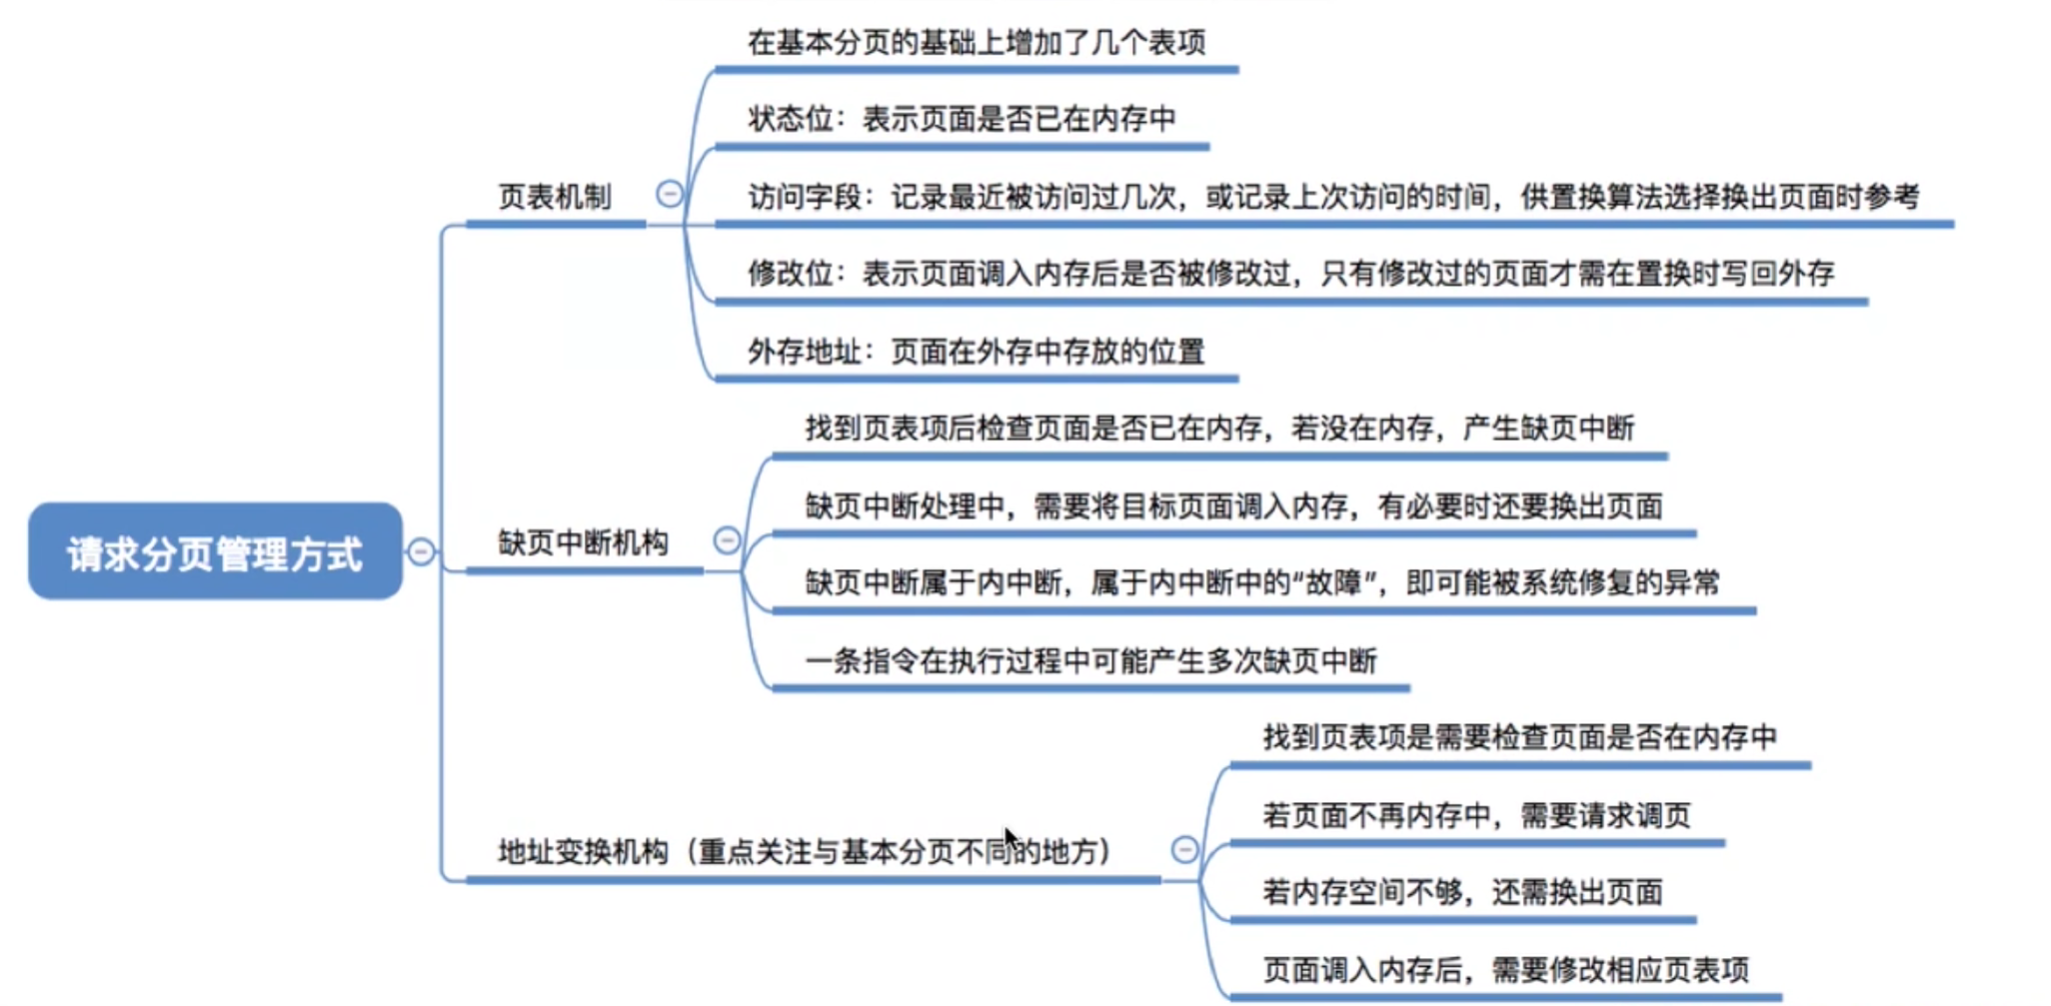 在基本分页的基础上增加了几个表项
状态位：表示页面是否已在内存中
页表机制
访问字段：记录最近被访问过几次，或记录上次访问的时间，供置换算法选择换出页面时参考
修改位：表示页面调入内存后是否被修改过，只有修改过的页面才需在置换时写回外存
外存地址：页面在外存中存放的位置
找到页表项后检查页面是否已在内存，若没在内存，产生缺页中断
缺页中断处理中，需要将目标页面调入内存，有必要时还要换出页面
请求分页管理方式
缺页中断机构
缺页中断属于内中断，属于内中断中的“故障”，即可能被系统修复的异常
一条指令在执行过程中可能产生多次缺页中断
找到页表项是需要检查页面是否在内存中
若页面不再内存中，需要请求调页
地址变换机构（重点关注与基本分页不同的地方）
若内存空间不够，还需换出页面
页面调入内存后，需要修改相应页表项